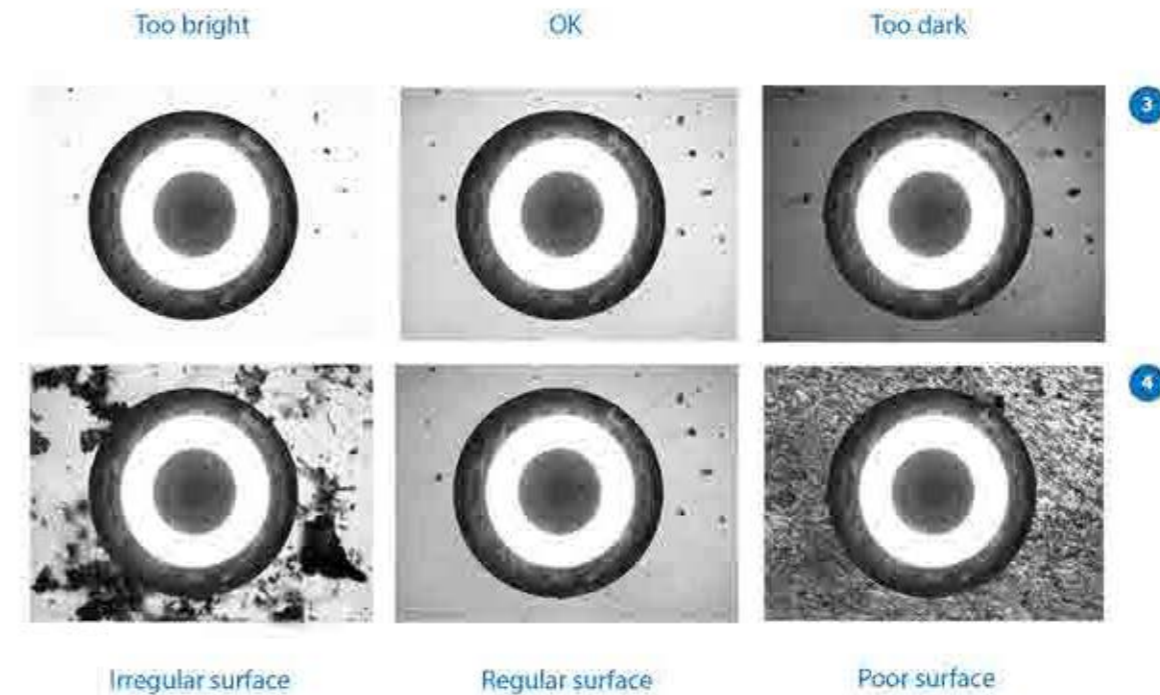 Too bright
OK
Too dark
3
4
Irregular surface
Regular surface
Poor surface